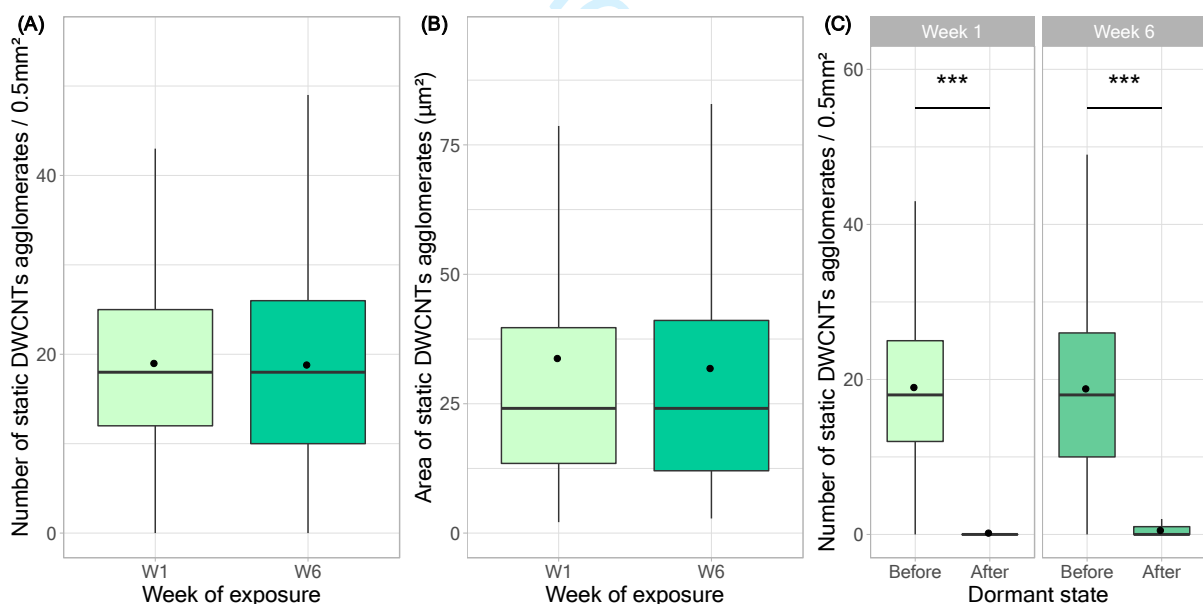 (A)
Number of static DWCNTs agglomerates / 0.5mm²
40
20
0
W1 W6
Week of exposure
(B)
Area of static DWCNTs agglomerates (µm²)
75
50
25
0
W1 W6
Week of exposure
(C)
Week 1 Week 6
Number of static DWCNTs agglomerates / 0.5mm²
60
40
20
0
*** ***
Before After Before After
Dormant state